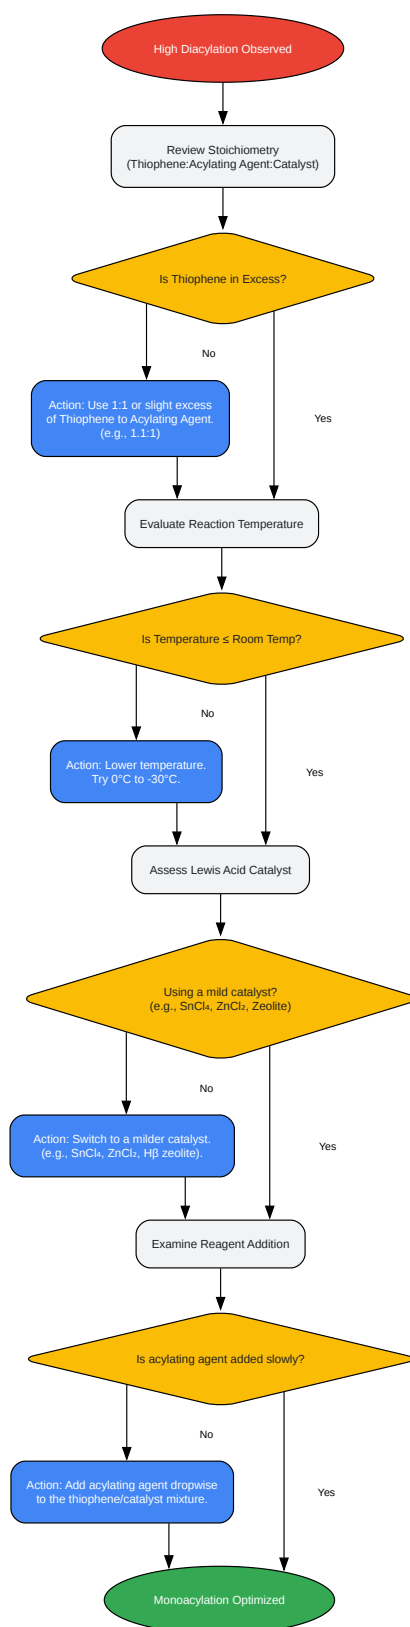 High Diacylation Observed
Review Stoichiometry
(Thiophene:Acylating Agent:Catalyst)
Is Thiophene in Excess?
No
Action: Use 1:1 or slight excess
of Thiophene to Acylating Agent.
(e.g., 1.1:1)
Yes
Evaluate Reaction Temperature
Is Temperature ≤ Room Temp?
No
Action: Lower temperature.
Try 0°C to -30°C.
Yes
Assess Lewis Acid Catalyst
Using a mild catalyst?
(e.g., SnCl₄, ZnCl₂, Zeolite)
No
Action: Switch to a milder catalyst.
(e.g., SnCl₄, ZnCl₂, Hβ zeolite).
Yes
Examine Reagent Addition
Is acylating agent added slowly?
No
Action: Add acylating agent dropwise
to the thiophene/catalyst mixture.
Yes
Monoacylation Optimized